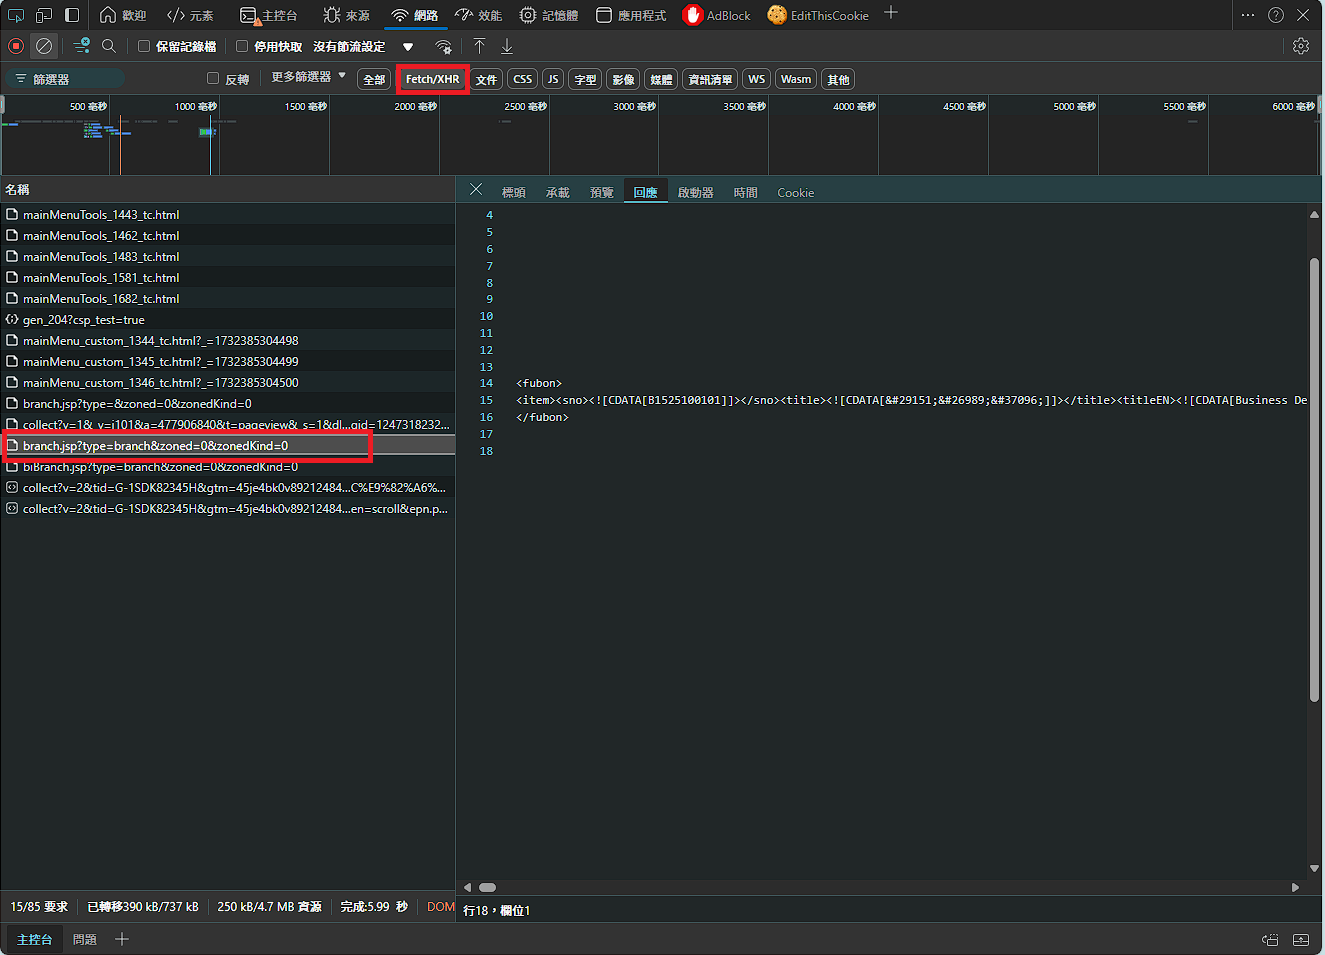 歡迎 元素 主控台 來源 網路 效能 記憶體 應用程式 AdBlock EditThisCookie
保留記錄檔 停用快取 沒有節流設定
篩選器 反轉 更多篩選器 全部 Fetch/XHR 文件 CSS JS 字型 影像 媒體 資訊清單 WS Wasm 其他
500 毫秒 1000 毫秒 1500 毫秒 2000 毫秒 2500 毫秒 3000 毫秒 3500 毫秒 4000 毫秒 4500 毫秒 5000 毫秒 5500 毫秒 6000 毫秒
名稱
mainMenuTools_1443_tc.html
mainMenuTools_1462_tc.html
mainMenuTools_1483_tc.html
mainMenuTools_1581_tc.html
mainMenuTools_1682_tc.html
gen_204?csp_test=true
mainMenu_custom_1344_tc.html?_=1732385304498
mainMenu_custom_1345_tc.html?_=1732385304499
mainMenu_custom_1346_tc.html?_=1732385304500
branch.jsp?type=&zoned=0&zonedKind=0
collect?v=1&_v=j101&a=477906840&t=pageview&_s=1&dl...gid=1247318232...
branch.jsp?type=branch&zoned=0&zonedKind=0
biBranch.jsp?type=branch&zoned=0&zonedKind=0
collect?v=2&tid=G-1SDK82345H&gtm=45je4bk0v89212484...C%E9%82%A6%...
collect?v=2&tid=G-1SDK82345H&gtm=45je4bk0v89212484...en=scroll&epn.p...
標頭 承載 預覽 回應 啟動器 時間 Cookie
4
5
6
7
8
9
10
11
12
13
14 <fubon>
15 <item><sno><![CDATA[B1525100101]]></sno><title><![CDATA[&#29151;&#26989;&#37096;]]></title><titleEN><![CDATA[Business De
16 </fubon>
17
18
15/85 要求 已轉移390 kB/737 kB 250 kB/4.7 MB 資源 完成:5.99 秒 DOM
行18，欄位1
主控台 問題